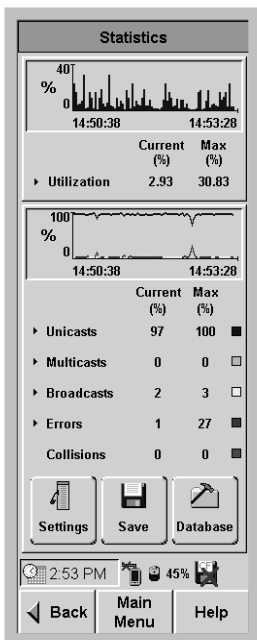 Statistics
40
%
0
14:50:38 14:53:28
Current Max
(%) (%)
Utilization 2.93 30.83
100
%
0
14:50:38 14:53:28
Current Max
(%) (%)
Unicasts 97 100
Multicasts 0 0
Broadcasts 2 3
Errors 1 27
Collisions 0 0
Settings Save Database
2:53 PM 45% CF
Back Main Menu Help